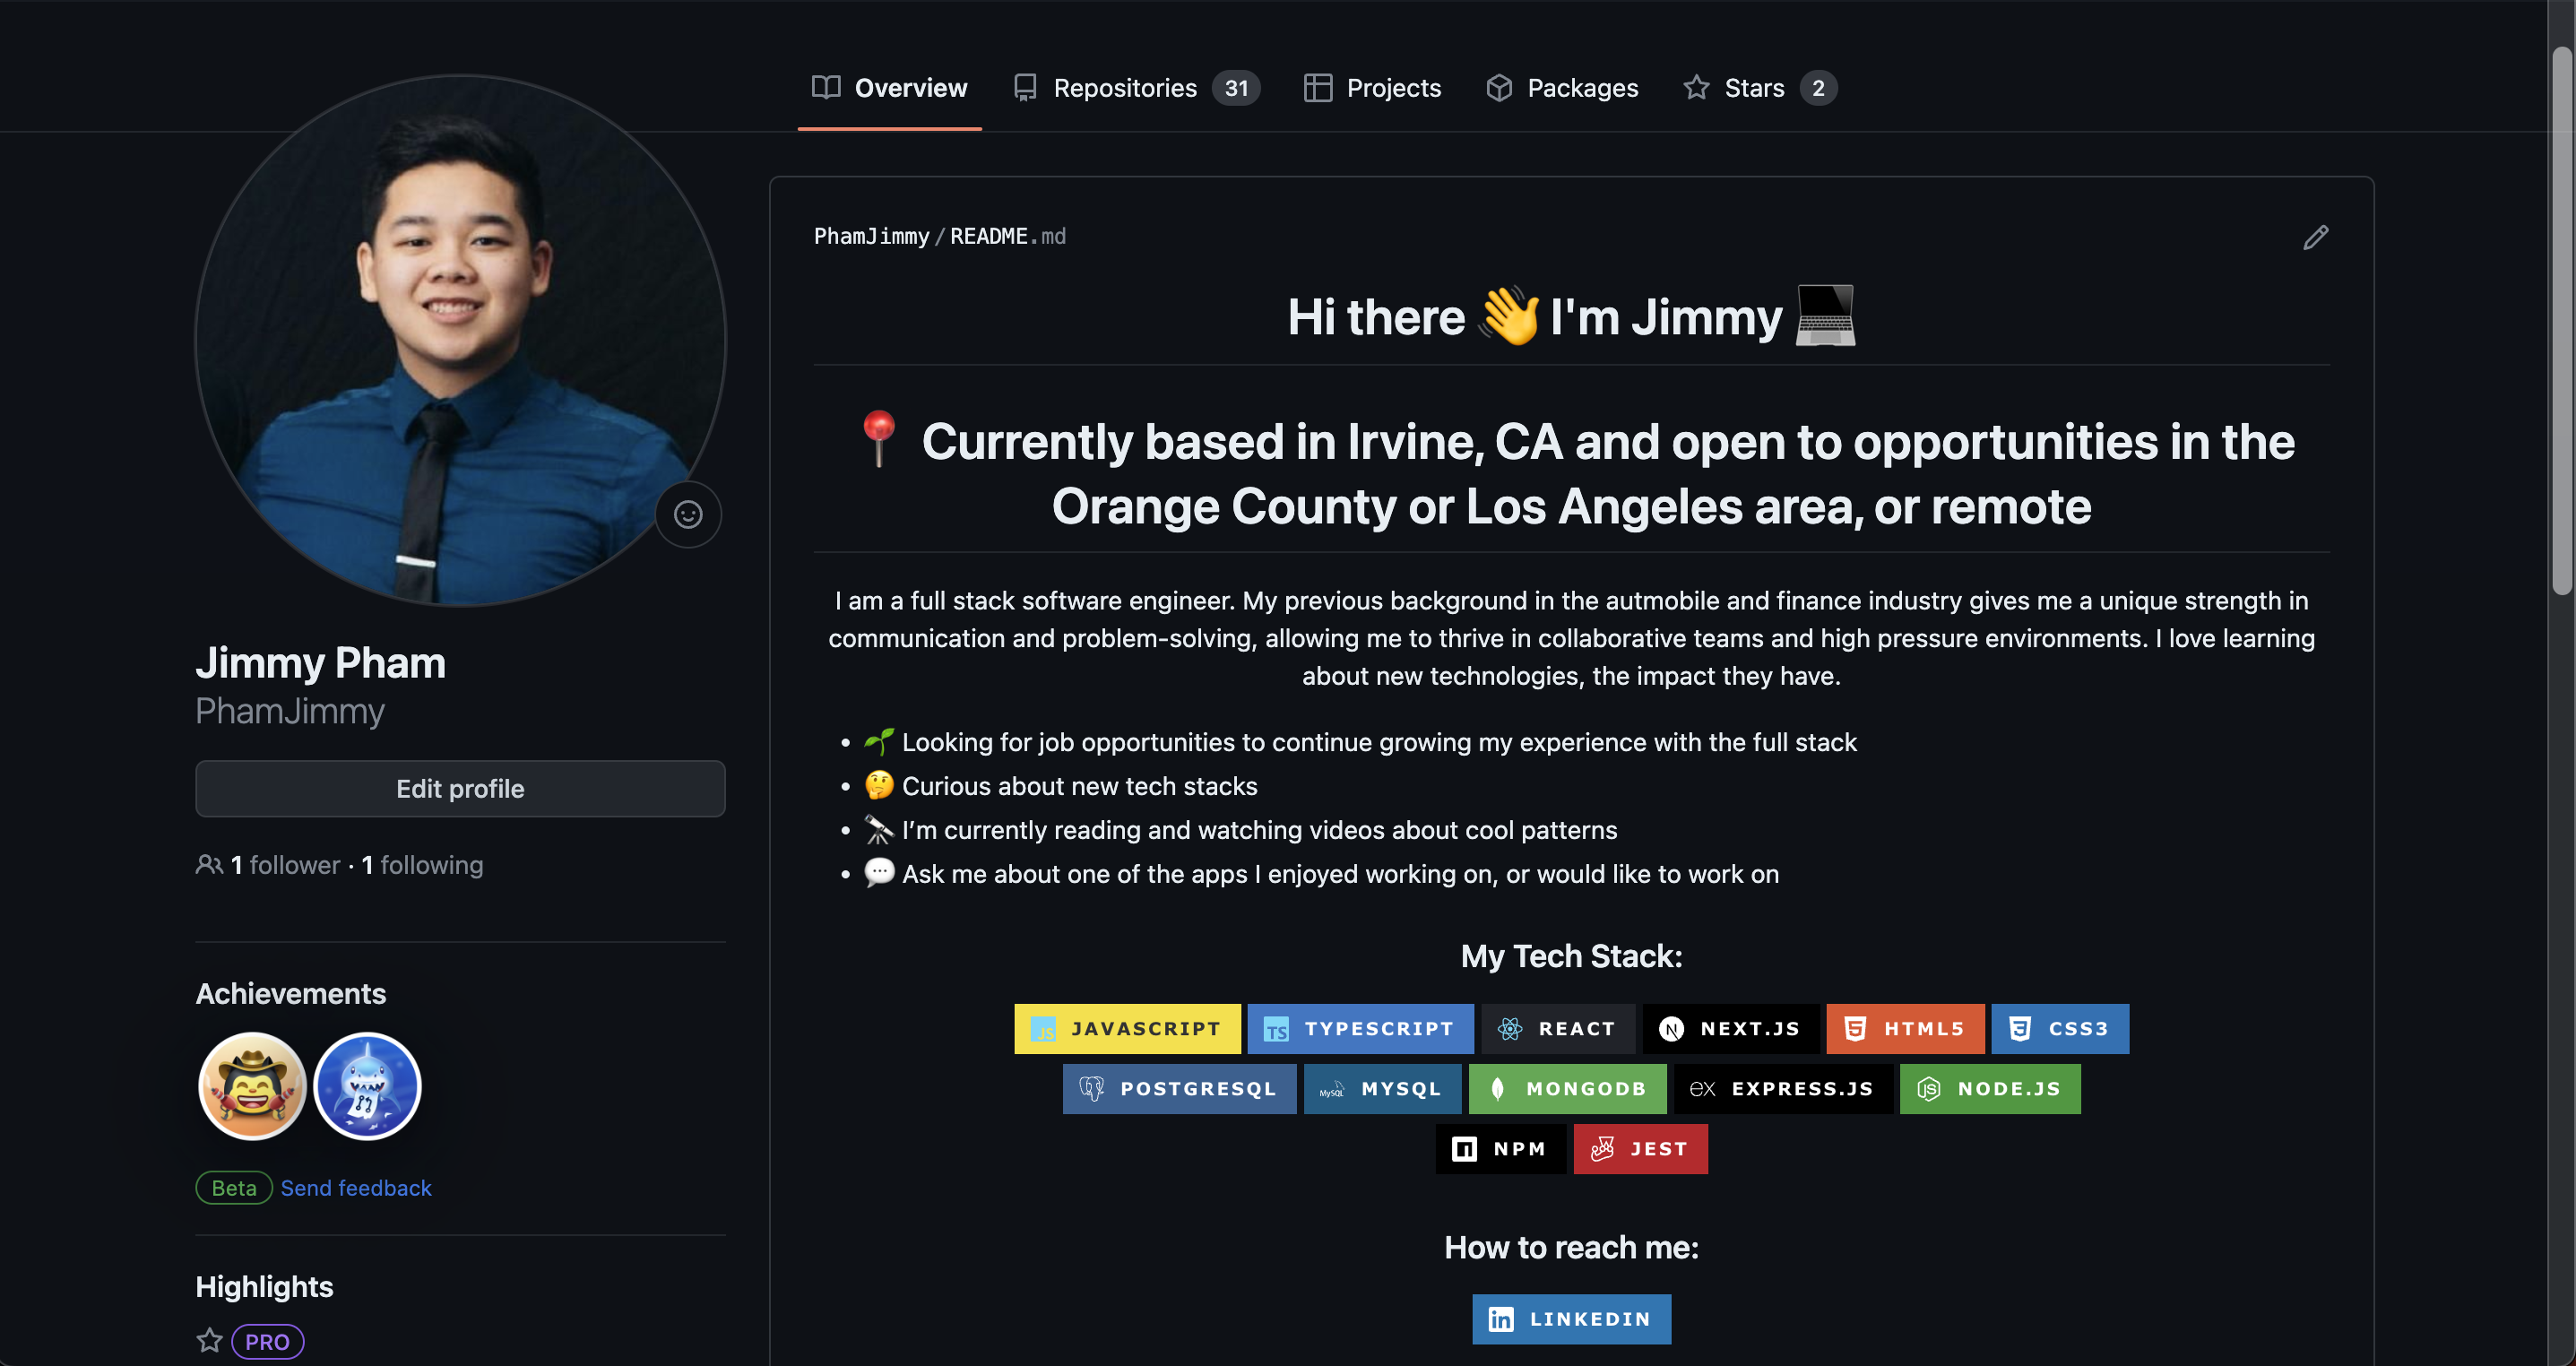 Overview Repositories 31 Projects Packages Stars 2
Jimmy Pham
PhamJimmy
Edit profile
1 follower · 1 following
Achievements
Beta Send feedback
Highlights
PRO
PhamJimmy / README.md
Hi there 👋 I'm Jimmy 💻
📍 Currently based in Irvine, CA and open to opportunities in the
Orange County or Los Angeles area, or remote
I am a full stack software engineer. My previous background in the autmobile and finance industry gives me a unique strength in
communication and problem-solving, allowing me to thrive in collaborative teams and high pressure environments. I love learning
about new technologies, the impact they have.
• 🌱 Looking for job opportunities to continue growing my experience with the full stack
• 🤔 Curious about new tech stacks
• 🔭 I’m currently reading and watching videos about cool patterns
• 💬 Ask me about one of the apps I enjoyed working on, or would like to work on
My Tech Stack:
JS JAVASCRIPT TS TYPESCRIPT REACT N NEXT.JS 5 HTML5 3 CSS3
POSTGRESQL MySQL MYSQL MONGODB ex EXPRESS.JS JS NODE.JS
n NPM JEST
How to reach me:
in LINKEDIN